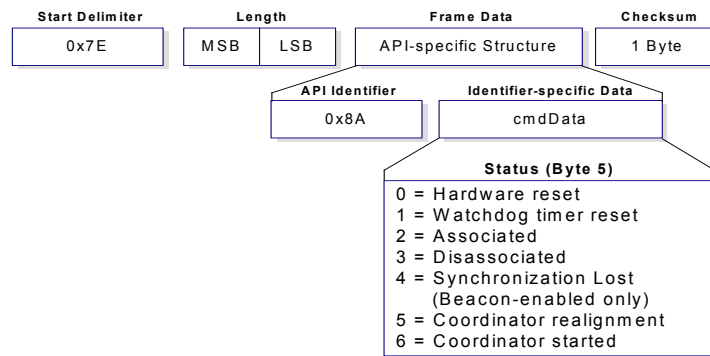 Start Delimiter Length Frame Data Checksum
0x7E MSB LSB API-specific Structure 1 Byte
API Identifier Identifier-specific Data
0x8A cmdData
Status (Byte 5)
0 = Hardware reset
1 = Watchdog timer reset
2 = Associated
3 = Disassociated
4 = Synchronization Lost
(Beacon-enabled only)
5 = Coordinator realignment
6 = Coordinator started